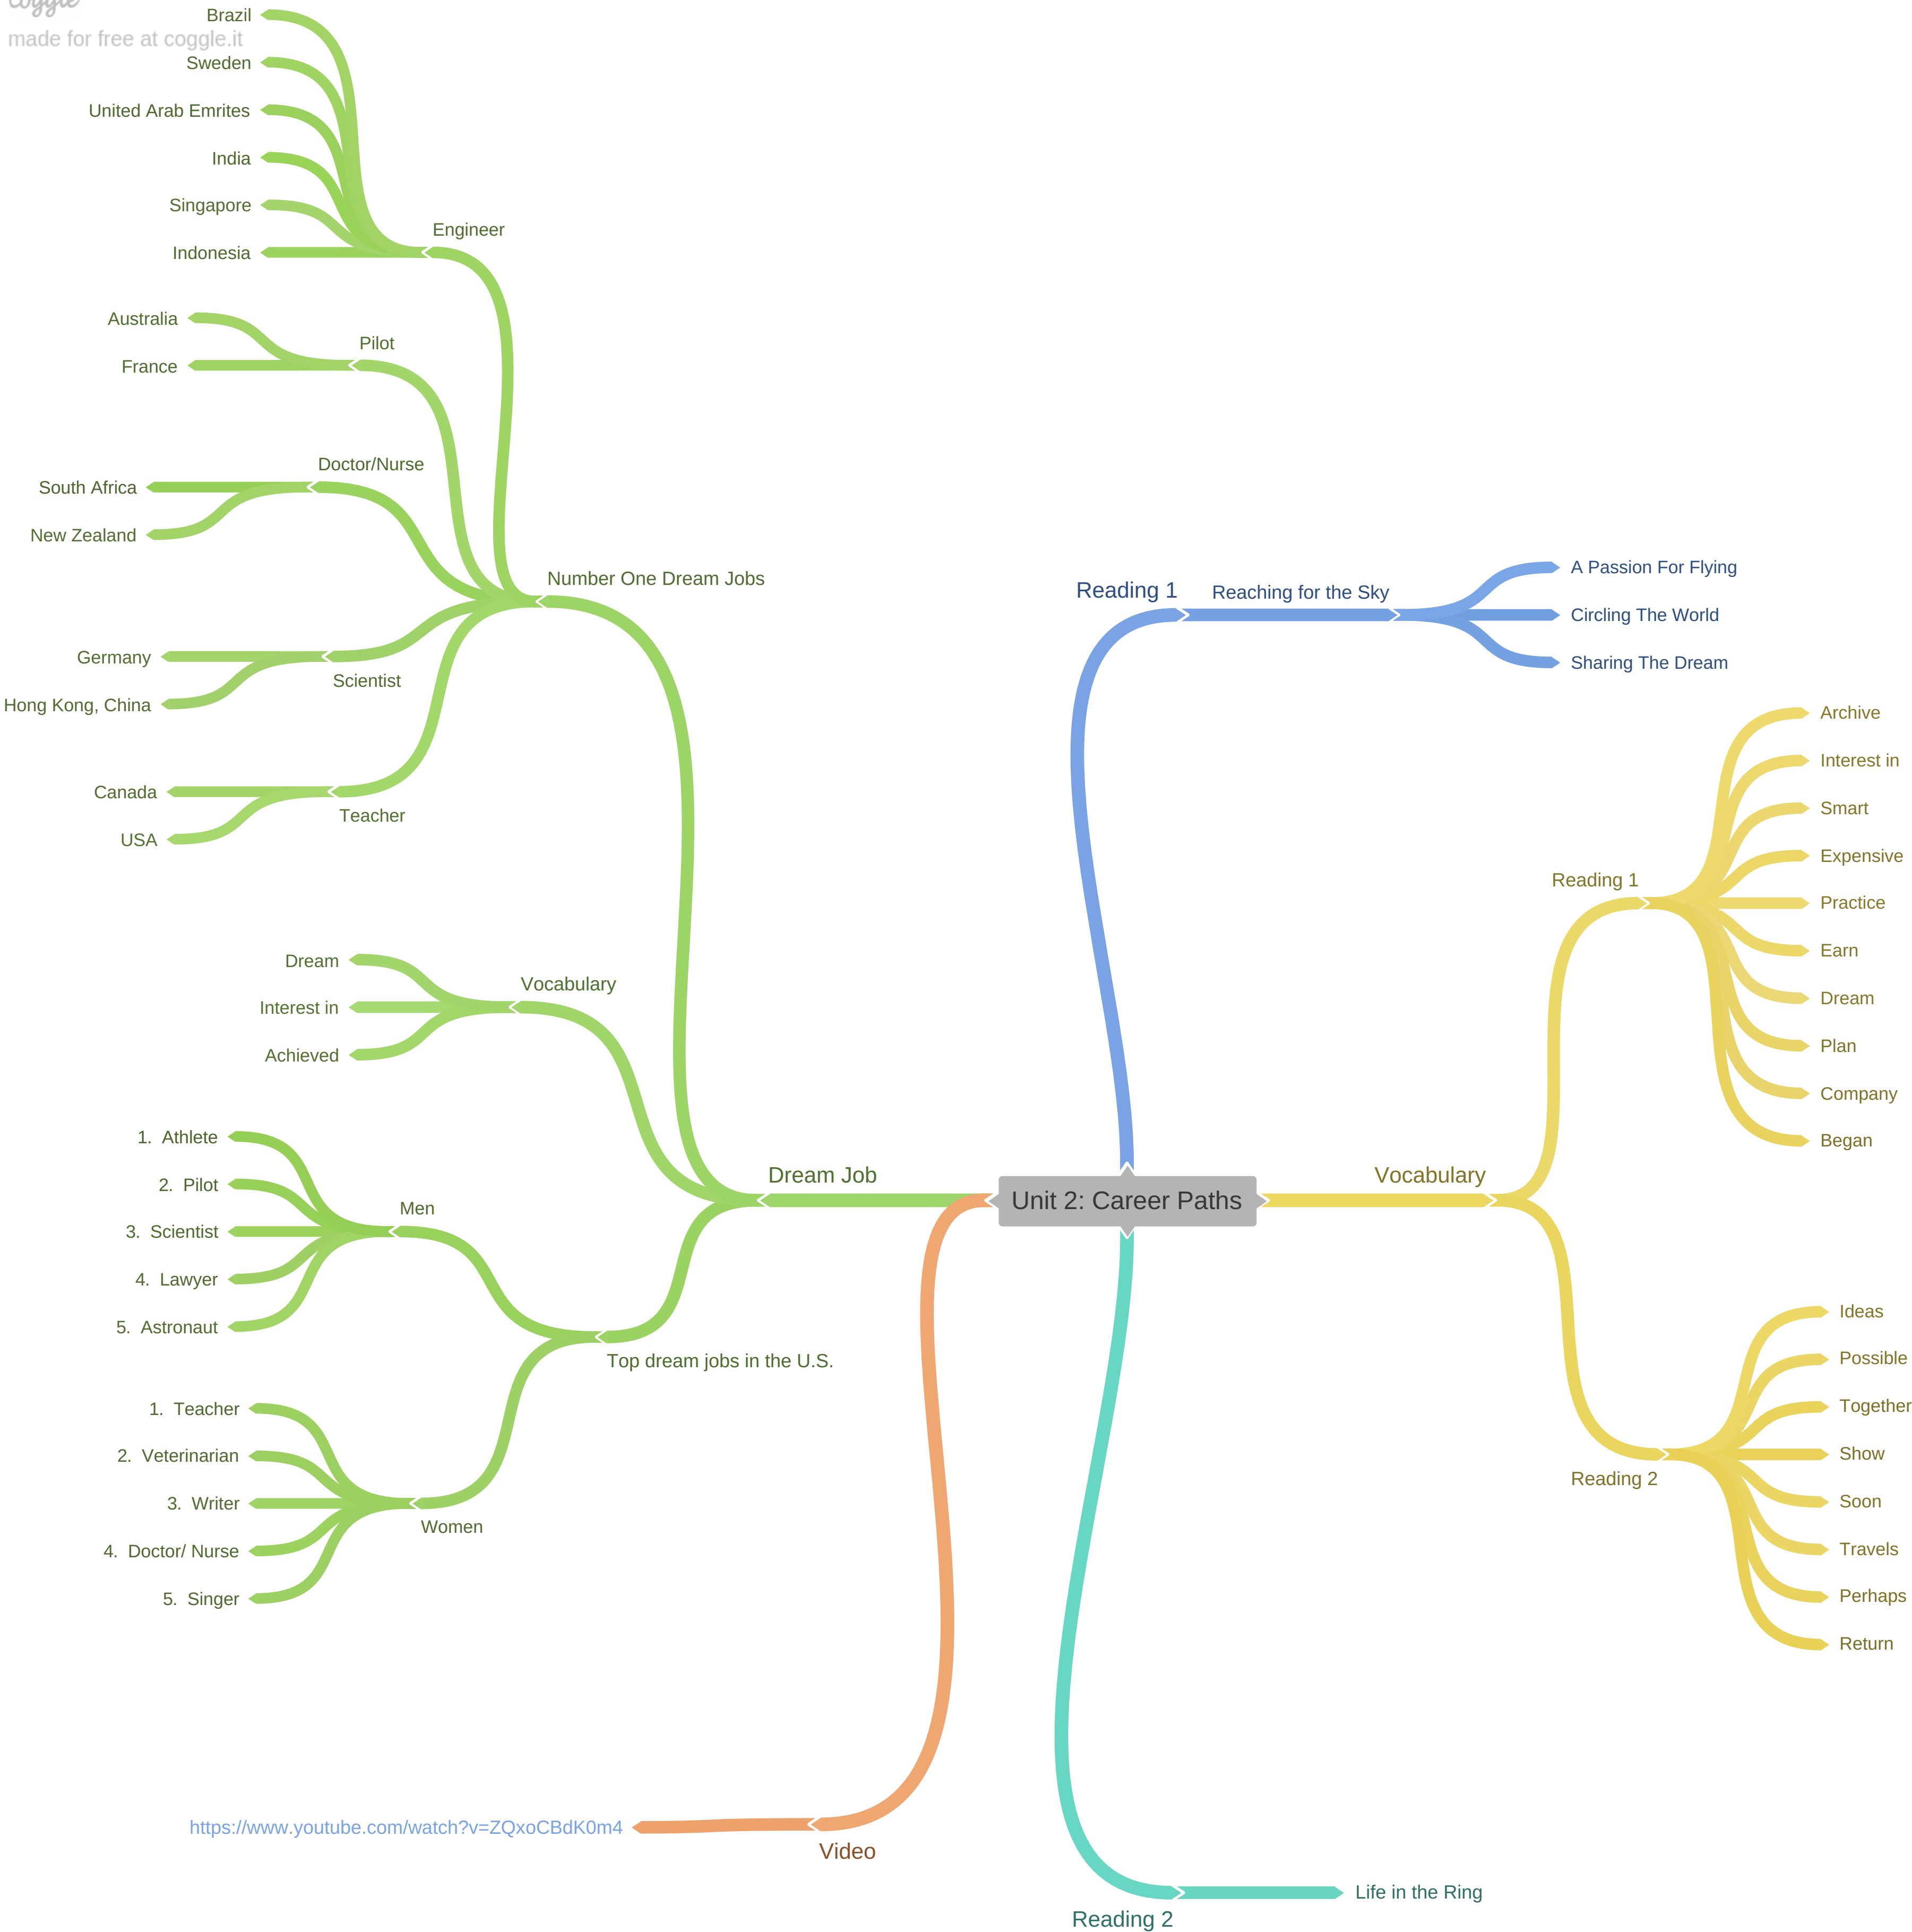 coggle
made for free at coggle.it
Brazil
Sweden
United Arab Emrites
India
Singapore
Indonesia
Engineer
Australia
France
Pilot
South Africa
New Zealand
Doctor/Nurse
Germany
Hong Kong, China
Scientist
Canada
USA
Teacher
Number One Dream Jobs
Dream
Interest in
Achieved
Vocabulary
1. Athlete
2. Pilot
3. Scientist
4. Lawyer
5. Astronaut
Men
1. Teacher
2. Veterinarian
3. Writer
4. Doctor/ Nurse
5. Singer
Women
Top dream jobs in the U.S.
Dream Job
https://www.youtube.com/watch?v=ZQxoCBdK0m4
Video
Unit 2: Career Paths
Reading 1
Reaching for the Sky
A Passion For Flying
Circling The World
Sharing The Dream
Vocabulary
Reading 1
Archive
Interest in
Smart
Expensive
Practice
Earn
Dream
Plan
Company
Began
Reading 2
Ideas
Possible
Together
Show
Soon
Travels
Perhaps
Return
Reading 2
Life in the Ring